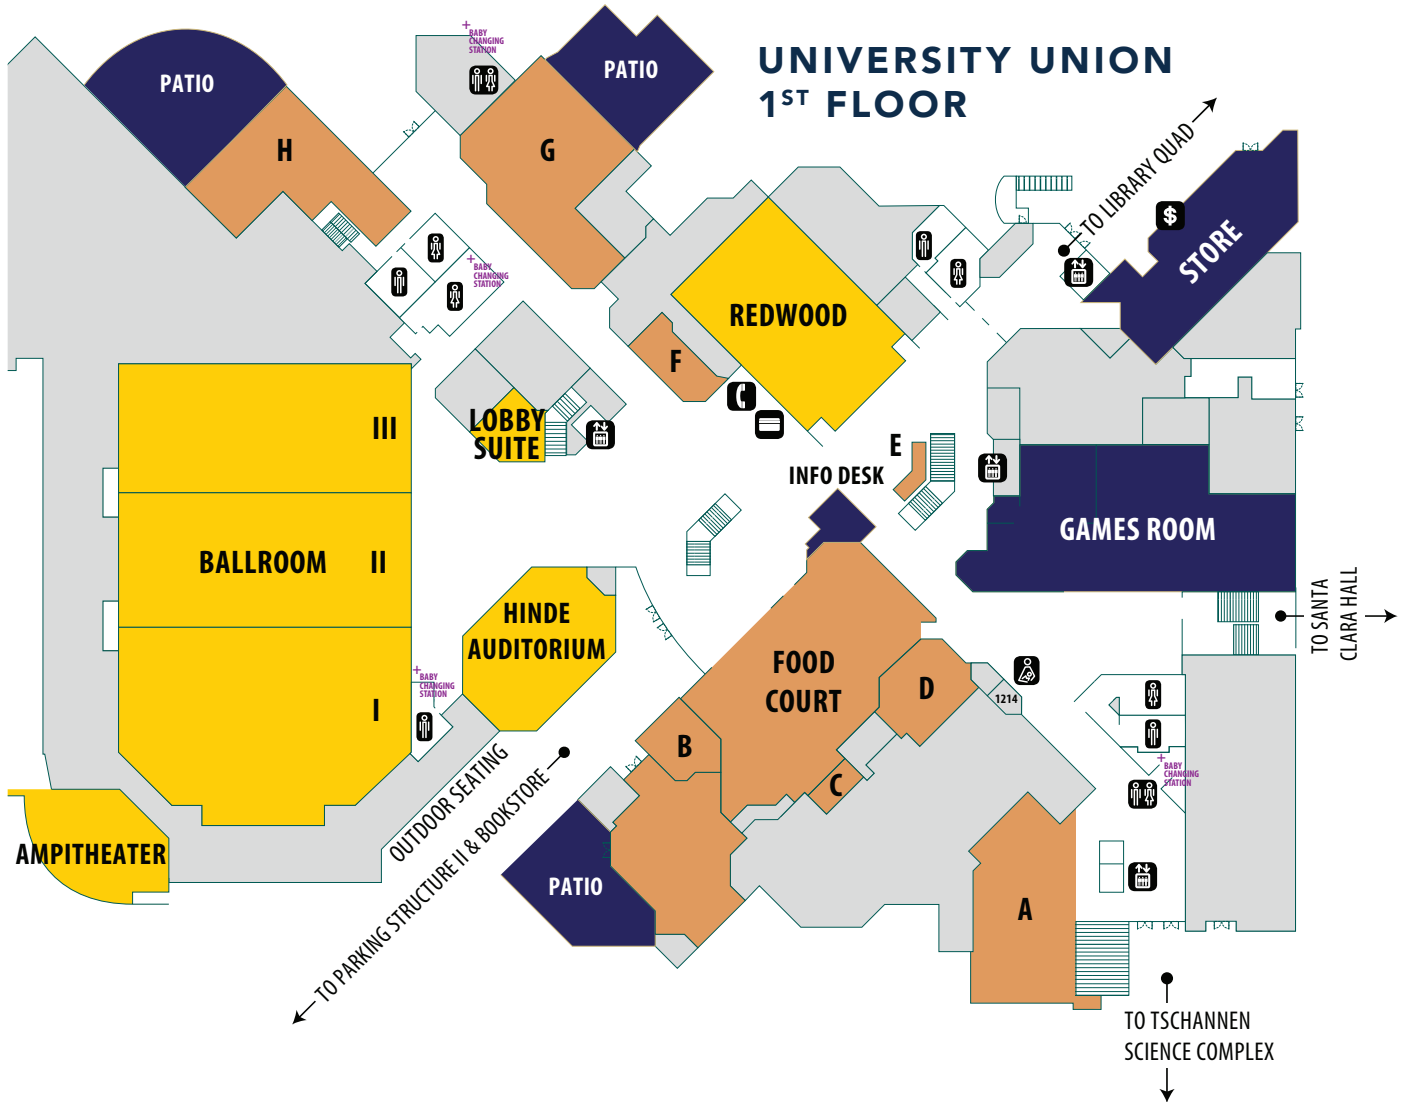 UNIVERSITY UNION
1ST FLOOR
+
BABY
CHANGING
STATION
PATIO
PATIO
H
G
TO LIBRARY QUAD
$
STORE
+
BABY
CHANGING
STATION
REDWOOD
F
LOBBY
SUITE
III
E
INFO DESK
GAMES ROOM
BALLROOM
II
HINDE
AUDITORIUM
TO SANTA
CLARA HALL
FOOD
COURT
D
1214
+
BABY
CHANGING
STATION
I
B
C
+
BABY
CHANGING
STATION
OUTDOOR SEATING
TO PARKING STRUCTURE II & BOOKSTORE
AMPITHEATER
PATIO
A
TO TSCHANNEN
SCIENCE COMPLEX